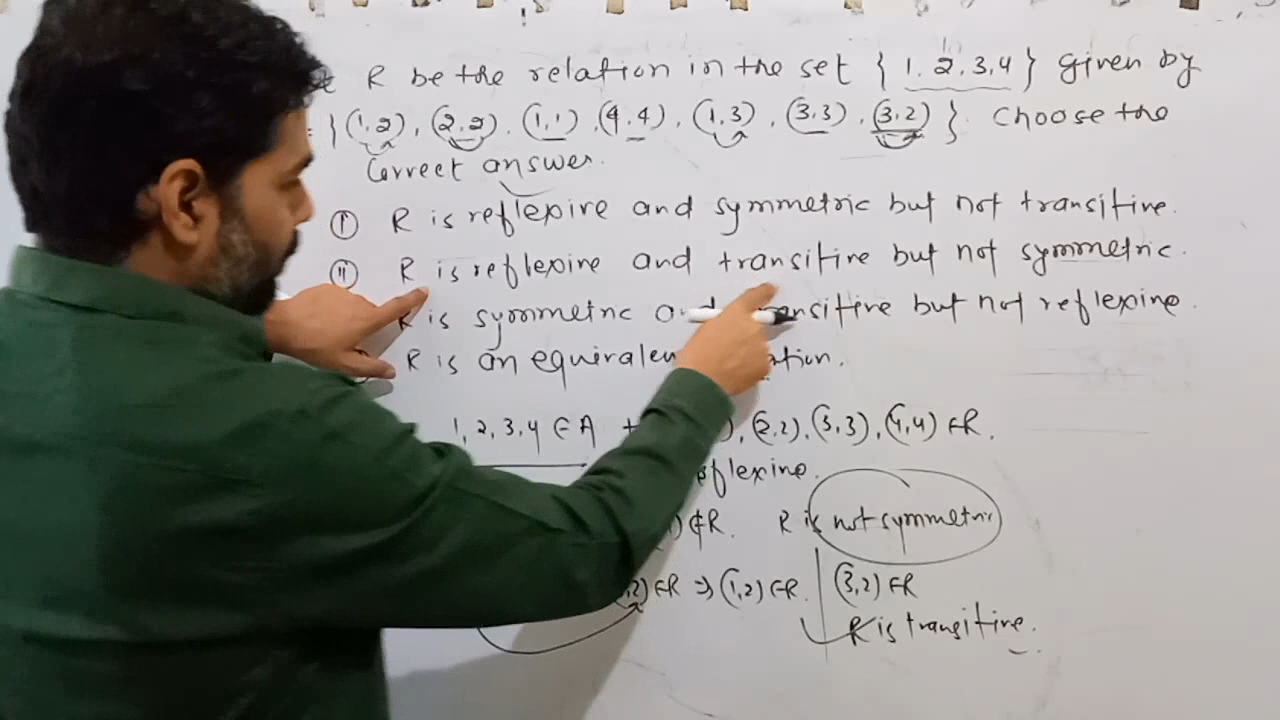 R be the relation in the set { 1, 2, 3, 4 } given by
= { (1,2), (2,2), (1,1), (4,4), (1,3), (3,3), (3,2) }. Choose the
Correct answer.
(i) R is reflexive and symmetric but not transitive.
(ii) R is reflexive and transitive but not symmetric.
R is symmetric and transitive but not reflexive.
R is an
1, 2, 3, 4 ∈ A (2,2), (3,3), (4,4) ∈ R.
reflexive.
∉ R. R is not symmetric
∈ R ⇒ (1,2) ∈ R. (3,2) ∈ R
R is transitive.